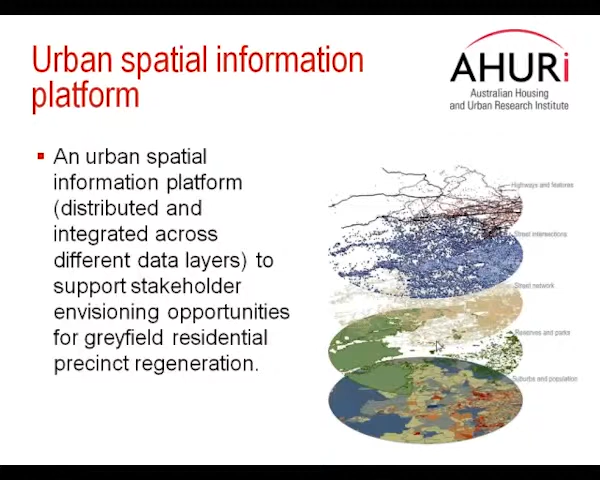 Urban spatial information
platform
AHURi
Australian Housing
and Urban Research Institute
▪ An urban spatial
information platform
(distributed and
integrated across
different data layers) to
support stakeholder
envisioning opportunities
for greyfield residential
precinct regeneration.
Highways and features
Street intersections
Street network
Reserves and parks
Suburbs and population